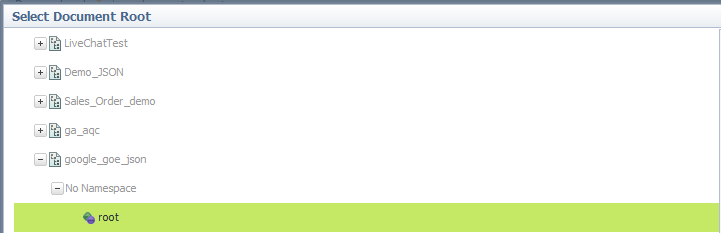 Select Document Root
LiveChatTest
Demo_JSON
Sales_Order_demo
ga_aqc
google_goe_json
No Namespace
root